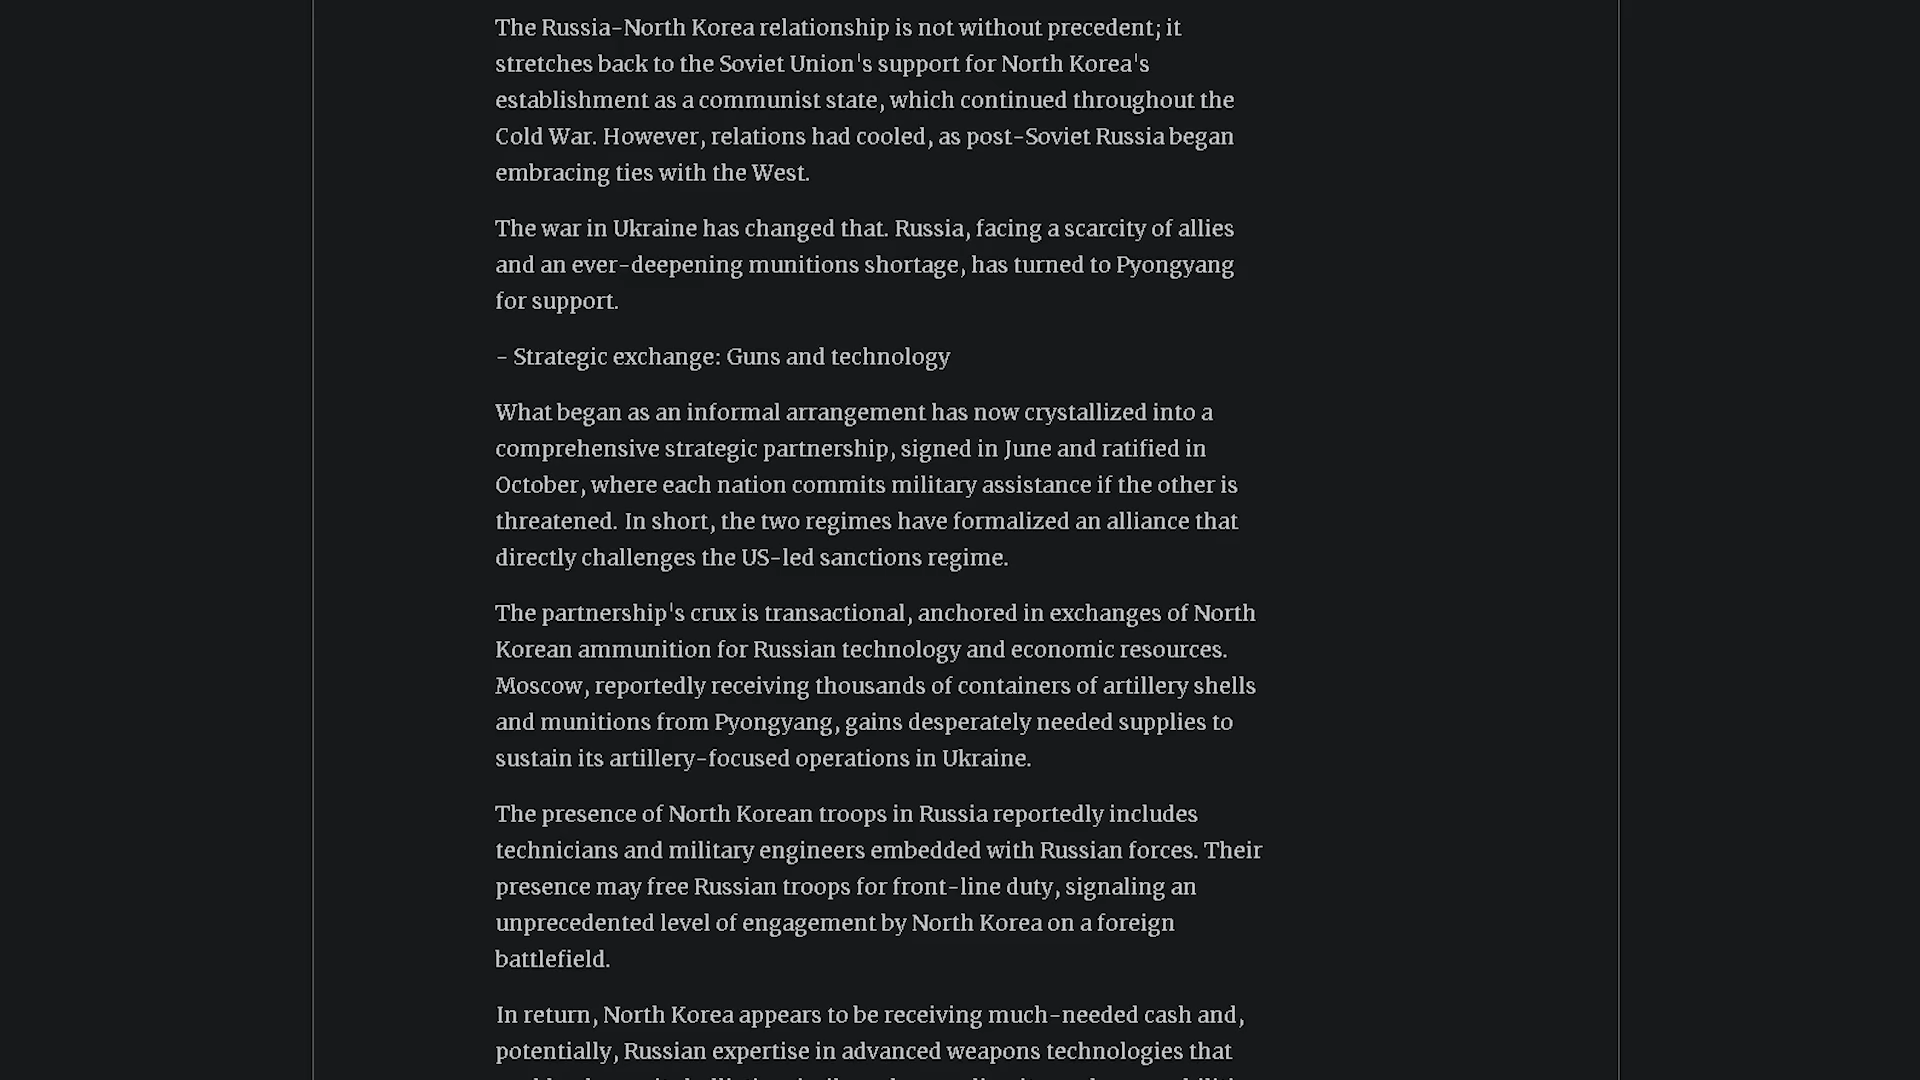 The Russia-North Korea relationship is not without precedent; it
stretches back to the Soviet Union's support for North Korea's
establishment as a communist state, which continued throughout the
Cold War. However, relations had cooled, as post-Soviet Russia began
embracing ties with the West.
The war in Ukraine has changed that. Russia, facing a scarcity of allies
and an ever-deepening munitions shortage, has turned to Pyongyang
for support.
- Strategic exchange: Guns and technology
What began as an informal arrangement has now crystallized into a
comprehensive strategic partnership, signed in June and ratified in
October, where each nation commits military assistance if the other is
threatened. In short, the two regimes have formalized an alliance that
directly challenges the US-led sanctions regime.
The partnership's crux is transactional, anchored in exchanges of North
Korean ammunition for Russian technology and economic resources.
Moscow, reportedly receiving thousands of containers of artillery shells
and munitions from Pyongyang, gains desperately needed supplies to
sustain its artillery-focused operations in Ukraine.
The presence of North Korean troops in Russia reportedly includes
technicians and military engineers embedded with Russian forces. Their
presence may free Russian troops for front-line duty, signaling an
unprecedented level of engagement by North Korea on a foreign
battlefield.
In return, North Korea appears to be receiving much-needed cash and,
potentially, Russian expertise in advanced weapons technologies that